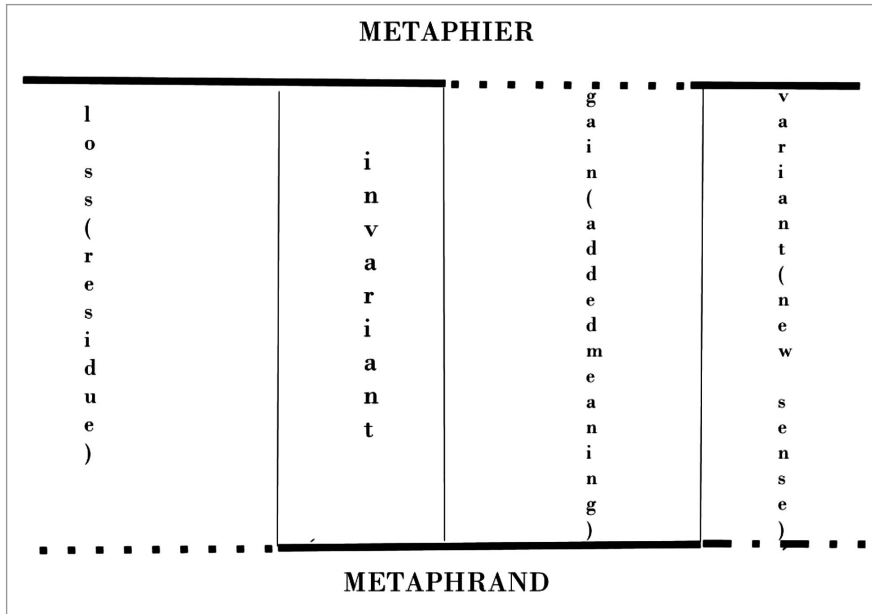 METAPHIER
loss(residue)
invariant
gain(addedmeaning)
variant(new sense)
METAPHRAND